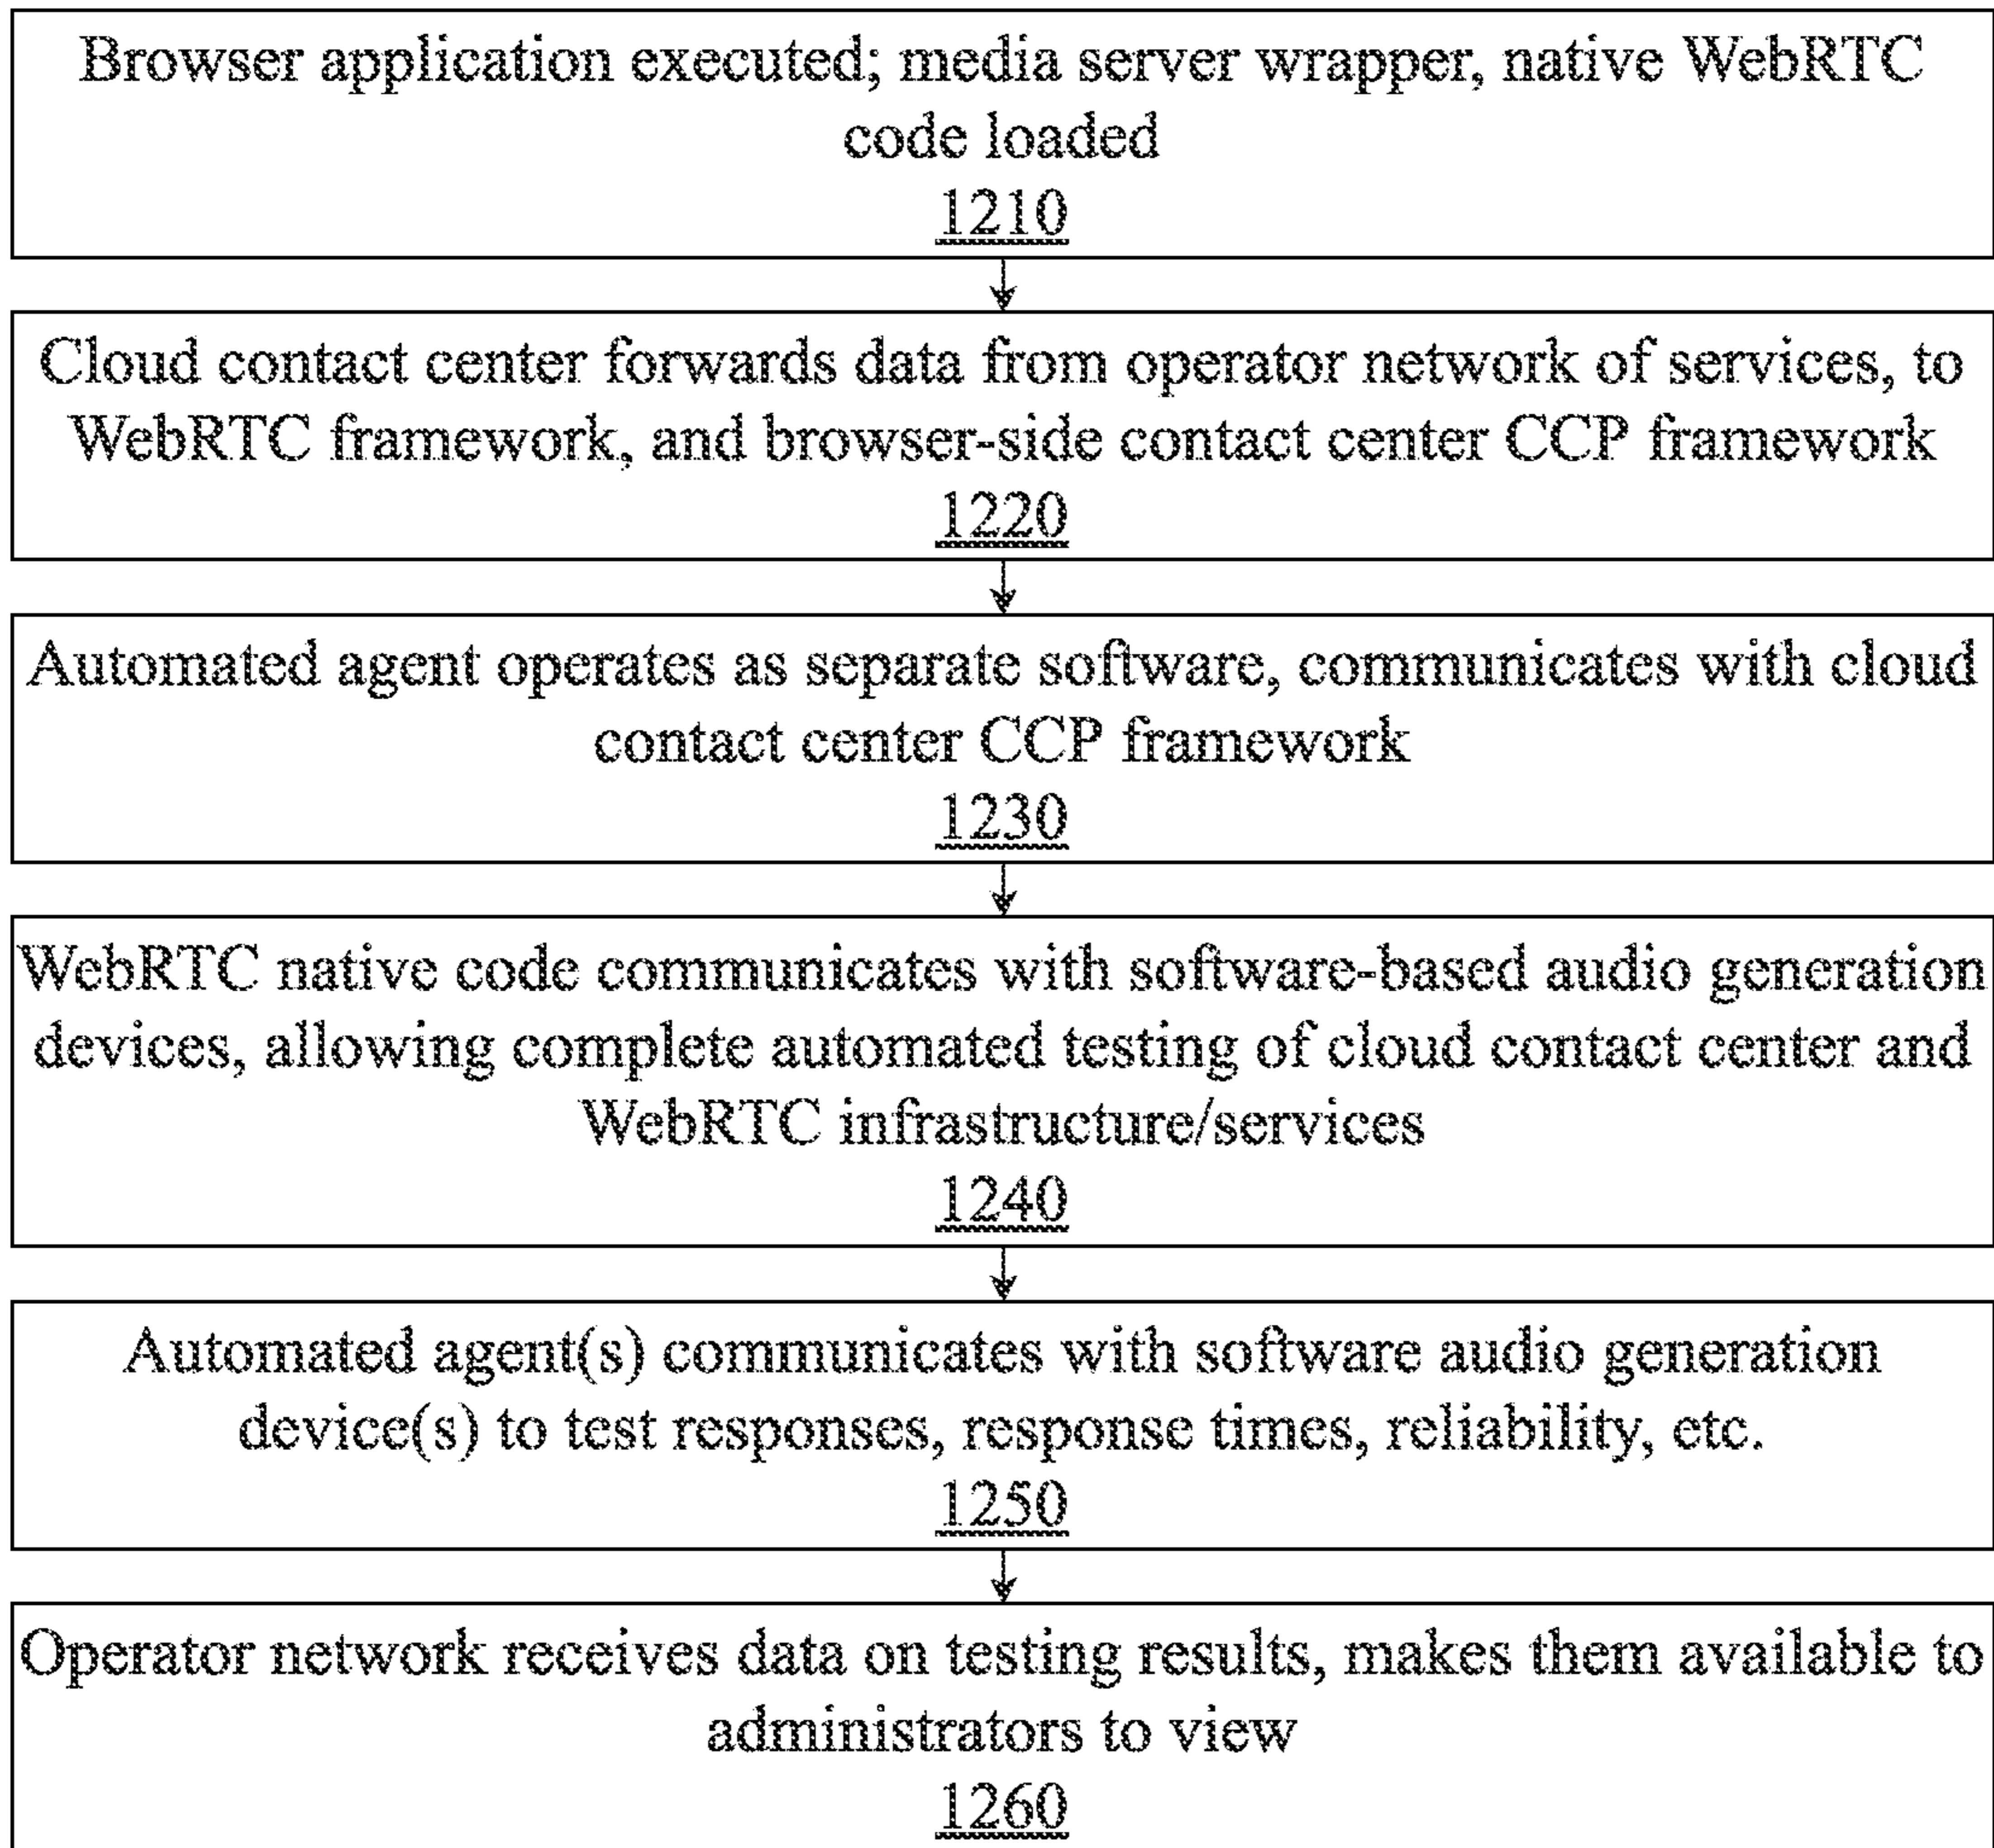 Browser application executed; media server wrapper, native WebRTC
code loaded
1210
Cloud contact center forwards data from operator network of services, to
WebRTC framework, and browser-side contact center CCP framework
1220
Automated agent operates as separate software, communicates with cloud
contact center CCP framework
1230
WebRTC native code communicates with software-based audio generation
devices, allowing complete automated testing of cloud contact center and
WebRTC infrastructure/services
1240
Automated agent(s) communicates with software audio generation
device(s) to test responses, response times, reliability, etc.
1250
Operator network receives data on testing results, makes them available to
administrators to view
1260